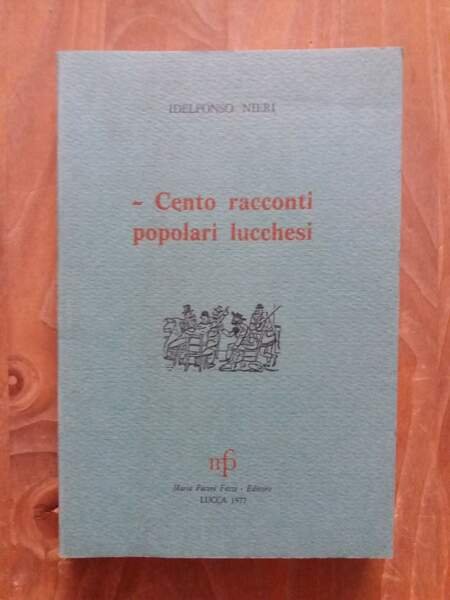 IDELFONSO NIERI
~ Cento racconti
popolari lucchesi
mfp
Maria Pacini Fazzi - Editore
LUCCA 1977